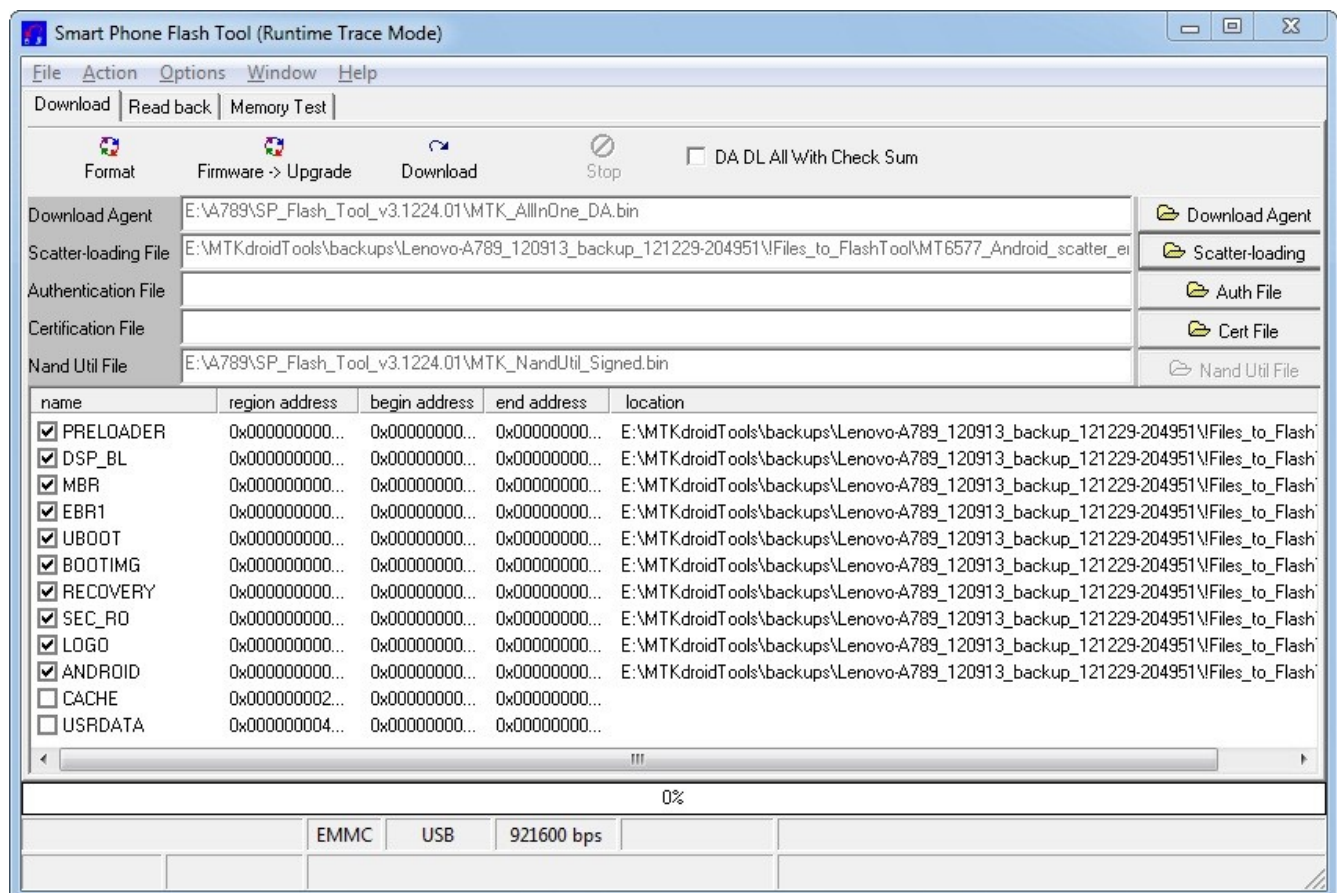 Smart Phone Flash Tool (Runtime Trace Mode)
File Action Options Window Help
Download Read back Memory Test
Format Firmware -> Upgrade Download Stop DA DL All With Check Sum
Download Agent E:\A789\SP_Flash_Tool_v3.1224.01\MTK_AllInOne_DA.bin Download Agent
Scatter-loading File E:\MTKdroidTools\backups\Lenovo-A789_120913_backup_121229-204951\!Files_to_FlashTool\MT6577_Android_scatter_e Scatter-loading
Authentication File Auth File
Certification File Cert File
Nand Util File E:\A789\SP_Flash_Tool_v3.1224.01\MTK_NandUtil_Signed.bin Nand Util File
name region address begin address end address location
PRELOADER 0x000000000... 0x00000000... 0x00000000... E:\MTKdroidTools\backups\Lenovo-A789_120913_backup_121229-204951\!Files_to_Flash
DSP_BL 0x000000000... 0x00000000... 0x00000000... E:\MTKdroidTools\backups\Lenovo-A789_120913_backup_121229-204951\!Files_to_Flash
MBR 0x000000000... 0x00000000... 0x00000000... E:\MTKdroidTools\backups\Lenovo-A789_120913_backup_121229-204951\!Files_to_Flash
EBR1 0x000000000... 0x00000000... 0x00000000... E:\MTKdroidTools\backups\Lenovo-A789_120913_backup_121229-204951\!Files_to_Flash
UBOOT 0x000000000... 0x00000000... 0x00000000... E:\MTKdroidTools\backups\Lenovo-A789_120913_backup_121229-204951\!Files_to_Flash
BOOTIMG 0x000000000... 0x00000000... 0x00000000... E:\MTKdroidTools\backups\Lenovo-A789_120913_backup_121229-204951\!Files_to_Flash
RECOVERY 0x000000000... 0x00000000... 0x00000000... E:\MTKdroidTools\backups\Lenovo-A789_120913_backup_121229-204951\!Files_to_Flash
SEC_RO 0x000000000... 0x00000000... 0x00000000... E:\MTKdroidTools\backups\Lenovo-A789_120913_backup_121229-204951\!Files_to_Flash
LOGO 0x000000000... 0x00000000... 0x00000000... E:\MTKdroidTools\backups\Lenovo-A789_120913_backup_121229-204951\!Files_to_Flash
ANDROID 0x000000000... 0x00000000... 0x00000000... E:\MTKdroidTools\backups\Lenovo-A789_120913_backup_121229-204951\!Files_to_Flash
CACHE 0x000000002... 0x00000000... 0x00000000...
USRDATA 0x000000004... 0x00000000... 0x00000000...
0%
EMMC USB 921600 bps